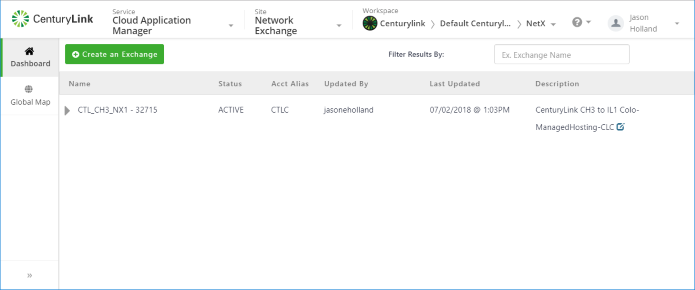 CenturyLink
Service
Cloud Application
Manager
Site
Network
Exchange
Workspace
Centurylink > Default Centuryl... > NetX
Jason
Holland
Dashboard
Global Map
»
Create an Exchange
Filter Results By:
Ex. Exchange Name
Name Status Acct Alias Updated By Last Updated Description
CTL_CH3_NX1 - 32715 ACTIVE CTLC jasoneholland 07/02/2018 @ 1:03PM CenturyLink CH3 to IL1 Colo-
ManagedHosting-CLC